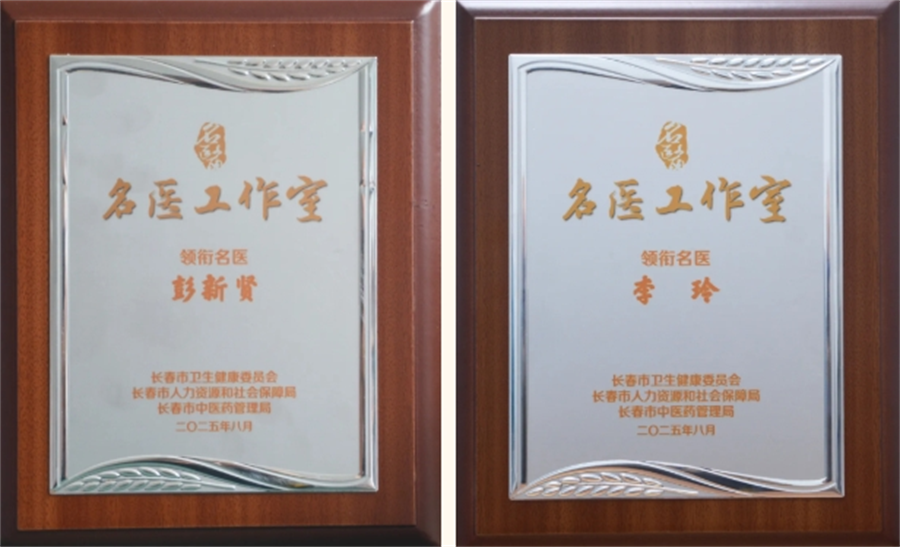 名医工作室
领衔名医
彭新贤
长春市卫生健康委员会
长春市人力资源和社会保障局
长春市中医药管理局
二〇二五年八月
名医工作室
领衔名医
李 玲
长春市卫生健康委员会
长春市人力资源和社会保障局
长春市中医药管理局
二〇二五年八月